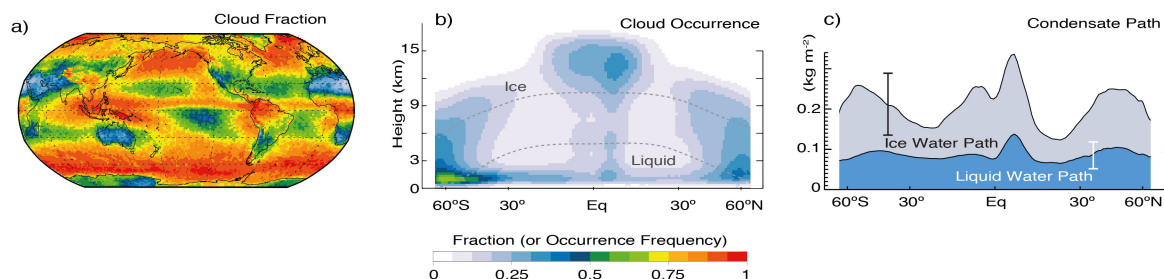 a)
Cloud Fraction
b)
Cloud Occurrence
Height (km)
15
9
3
0
Ice
Liquid
60°S
30°
Eq
30°
60°N
c)
Condensate Path
(kg m-2)
0.2
0.1
0
Ice Water Path
Liquid Water Path
60°S
30°
Eq
30°
60°N
Fraction (or Occurrence Frequency)
0
0.25
0.5
0.75
1